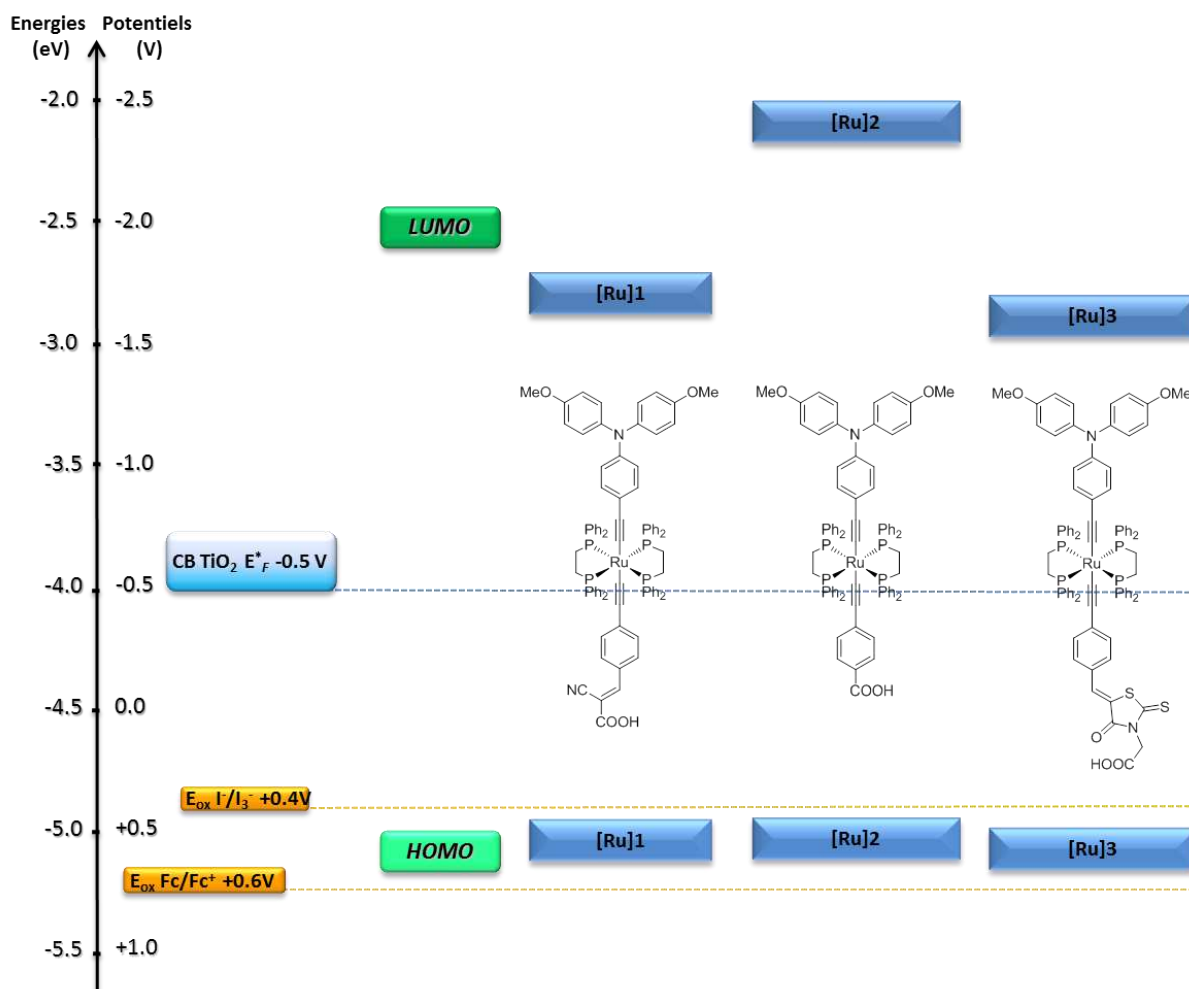 Energies Potentiels
(eV) (V)
-2.0 -2.5
[Ru]2
-2.5 -2.0
LUMO
[Ru]1
[Ru]3
-3.0 -1.5
MeO OMe MeO OMe MeO OMe
N N N
-3.5 -1.0
Ph₂ Ph₂ Ph₂ Ph₂ Ph₂ Ph₂
P P P P P P
CB TiO₂ E*F -0.5 V
Ru Ru Ru
P P P P P P
-4.0 -0.5
Ph₂ Ph₂ Ph₂ Ph₂ Ph₂ Ph₂
NC
COOH
COOH
S
S
O
N
HOOC
-4.5 0.0
Eox I⁻/I₃⁻ +0.4V
-5.0 +0.5
HOMO
[Ru]1
[Ru]2
[Ru]3
Eox Fc/Fc⁺ +0.6V
-5.5 +1.0